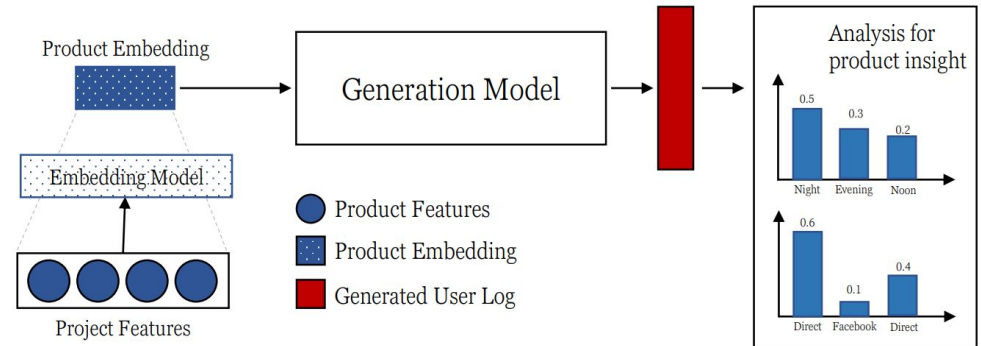 Product Embedding
Embedding Model
Project Features
Generation Model
Product Features
Product Embedding
Generated User Log
Analysis for
product insight
0.5
0.3
0.2
Night Evening Noon
0.6
0.1
0.4
Direct Facebook Direct